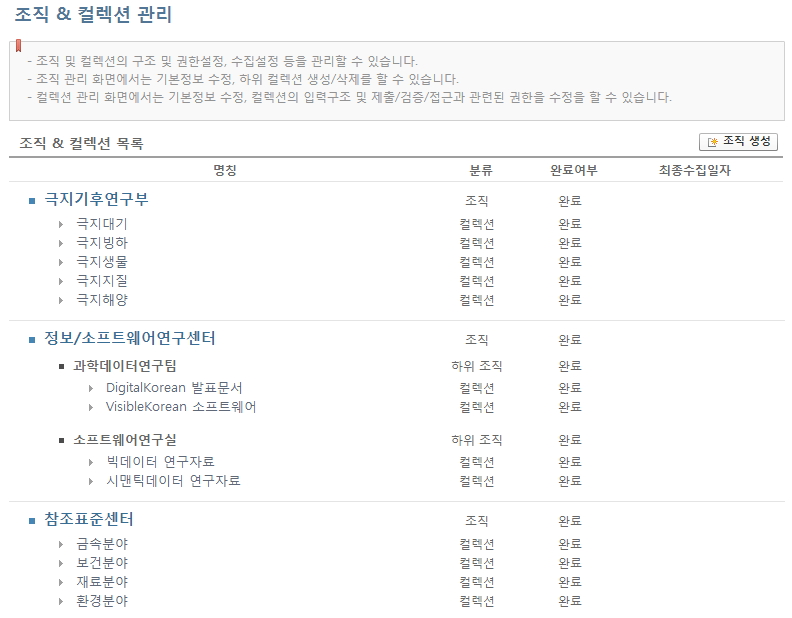 조직 & 컬렉션 관리
- 조직 및 컬렉션의 구조 및 권한설정, 수집설정 등을 관리할 수 있습니다.
- 조직 관리 화면에서는 기본정보 수정, 하위 컬렉션 생성/삭제를 할 수 있습니다.
- 컬렉션 관리 화면에서는 기본정보 수정, 컬렉션의 입력구조 및 제출/검증/접근과 관련된 권한을 수정을 할 수 있습니다.
조직 & 컬렉션 목록 조직 생성
명칭 분류 완료여부 최종수집일자
극지기후연구부 조직 완료
극지대기 컬렉션 완료
극지빙하 컬렉션 완료
극지생물 컬렉션 완료
극지지질 컬렉션 완료
극지해양 컬렉션 완료
정보/소프트웨어연구센터 조직 완료
과학데이터연구팀 하위 조직 완료
DigitalKorean 발표문서 컬렉션 완료
VisibleKorean 소프트웨어 컬렉션 완료
소프트웨어연구실 하위 조직 완료
빅데이터 연구자료 컬렉션 완료
시맨틱데이터 연구자료 컬렉션 완료
참조표준센터 조직 완료
금속분야 컬렉션 완료
보건분야 컬렉션 완료
재료분야 컬렉션 완료
환경분야 컬렉션 완료